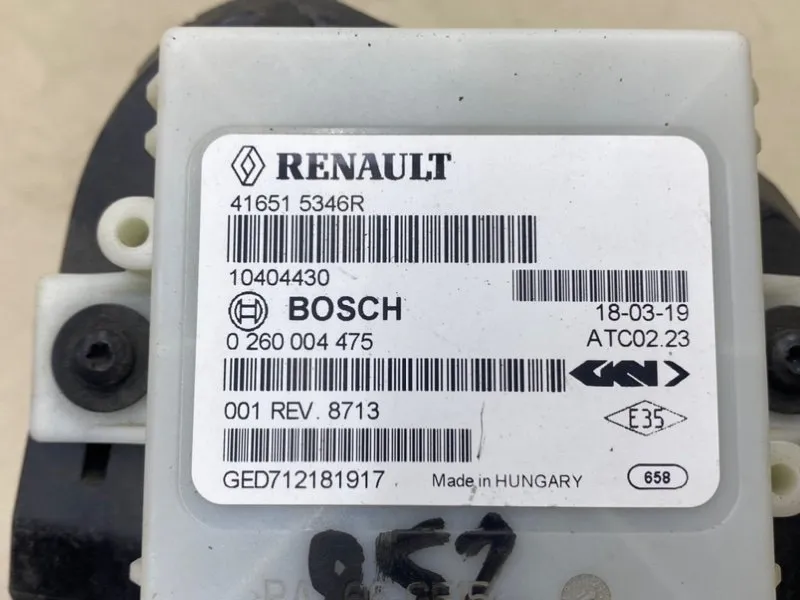 RENAULT
41651 5346R
10404430
BOSCH
18-03-19
0 260 004 475
ATC02.23
GKN
001 REV. 8713
E35
GED712181917
Made in HUNGARY
658